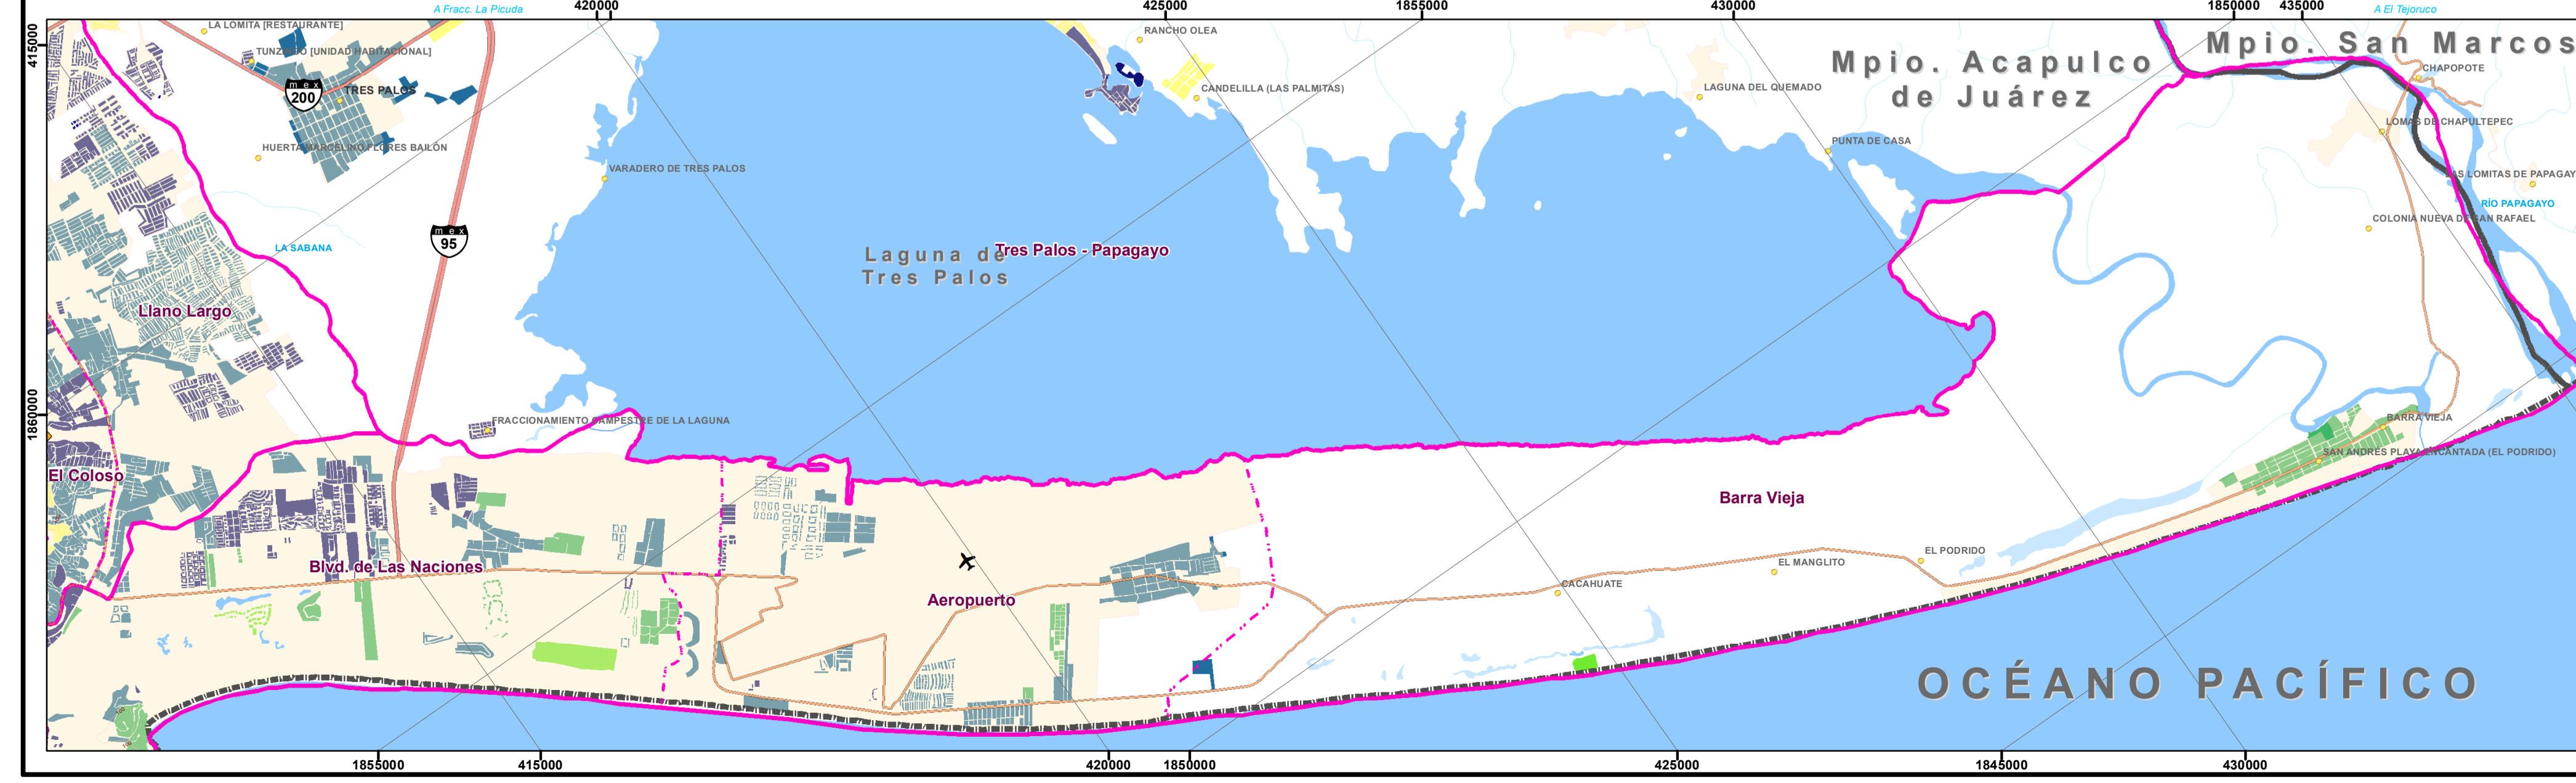 A Fracc. La Picuda
420000
425000
1855000
430000
1850000
435000
A El Tejoruco
415000
1860000
LA LOMITA [RESTAURANTE]
TUNZINGO [UNIDAD HABITACIONAL]
mex
200
TRES PALOS
HUERTA MARCELINO FLORES BAILÓN
mex
95
LA SABANA
VARADERO DE TRES PALOS
RANCHO OLEA
CANDELILLA (LAS PALMITAS)
LAGUNA DEL QUEMADO
PUNTA DE CASA
Mpio. Acapulco
de Juárez
Mpio. San Marcos
CHAPOPOTE
LOMAS DE CHAPULTEPEC
LAS LOMITAS DE PAPAGAY
RÍO PAPAGAYO
COLONIA NUEVA DE SAN RAFAEL
Laguna de
Tres Palos
Tres Palos - Papagayo
Llano Largo
FRACCIONAMIENTO CAMPESTRE DE LA LAGUNA
El Coloso
Blvd. de Las Naciones
Aeropuerto
Barra Vieja
BARRA VIEJA
SAN ANDRÉS PLAYA ENCANTADA (EL PODRIDO)
EL PODRIDO
EL MANGLITO
CACAHUATE
OCÉANO PACÍFICO
1855000
415000
420000
1850000
425000
1845000
430000